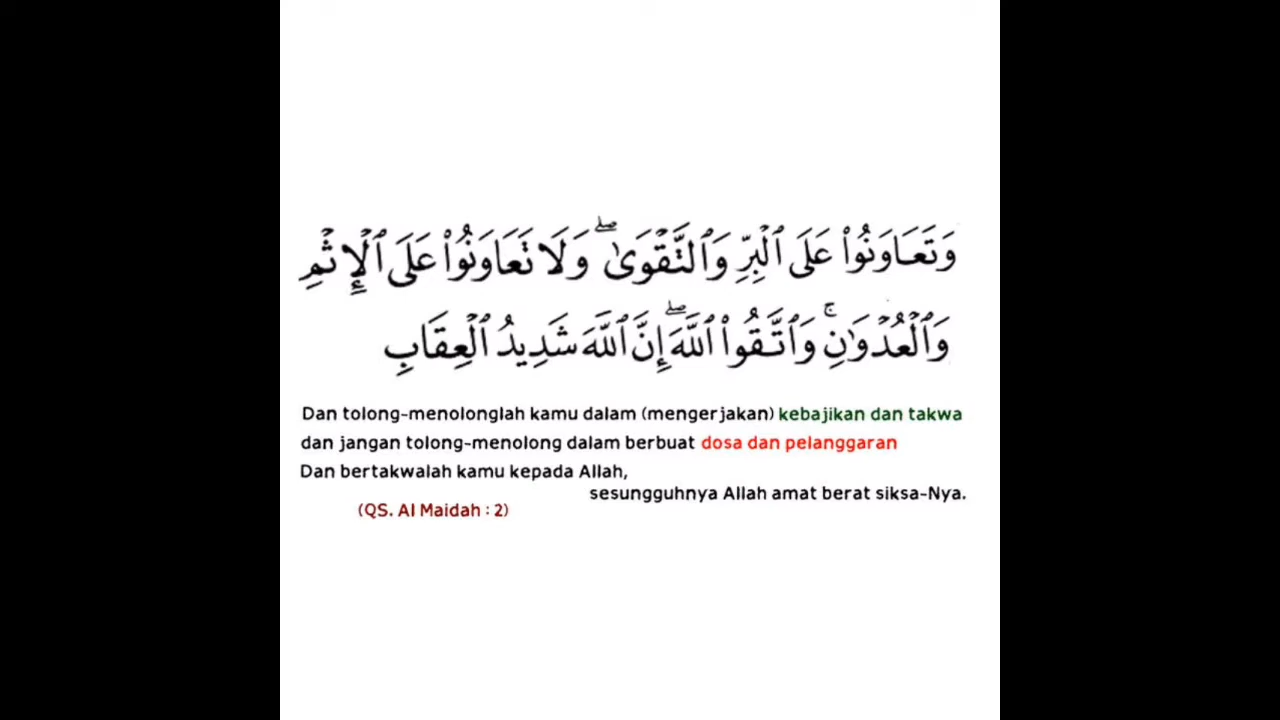 وَتَعَاوَنُوا۟ عَلَى ٱلْبِرِّ وَٱلتَّقْوَىٰ ۖ وَلَا تَعَاوَنُوا۟ عَلَى ٱلْإِثْمِ
وَٱلْعُدْوَٰنِ ۚ وَٱتَّقُوا۟ ٱللَّهَ ۖ إِنَّ ٱللَّهَ شَدِيدُ ٱلْعِقَابِ
Dan tolong-menolonglah kamu dalam (mengerjakan) kebajikan dan takwa
dan jangan tolong-menolong dalam berbuat dosa dan pelanggaran
Dan bertakwalah kamu kepada Allah,
sesungguhnya Allah amat berat siksa-Nya.
(QS. Al Maidah : 2)